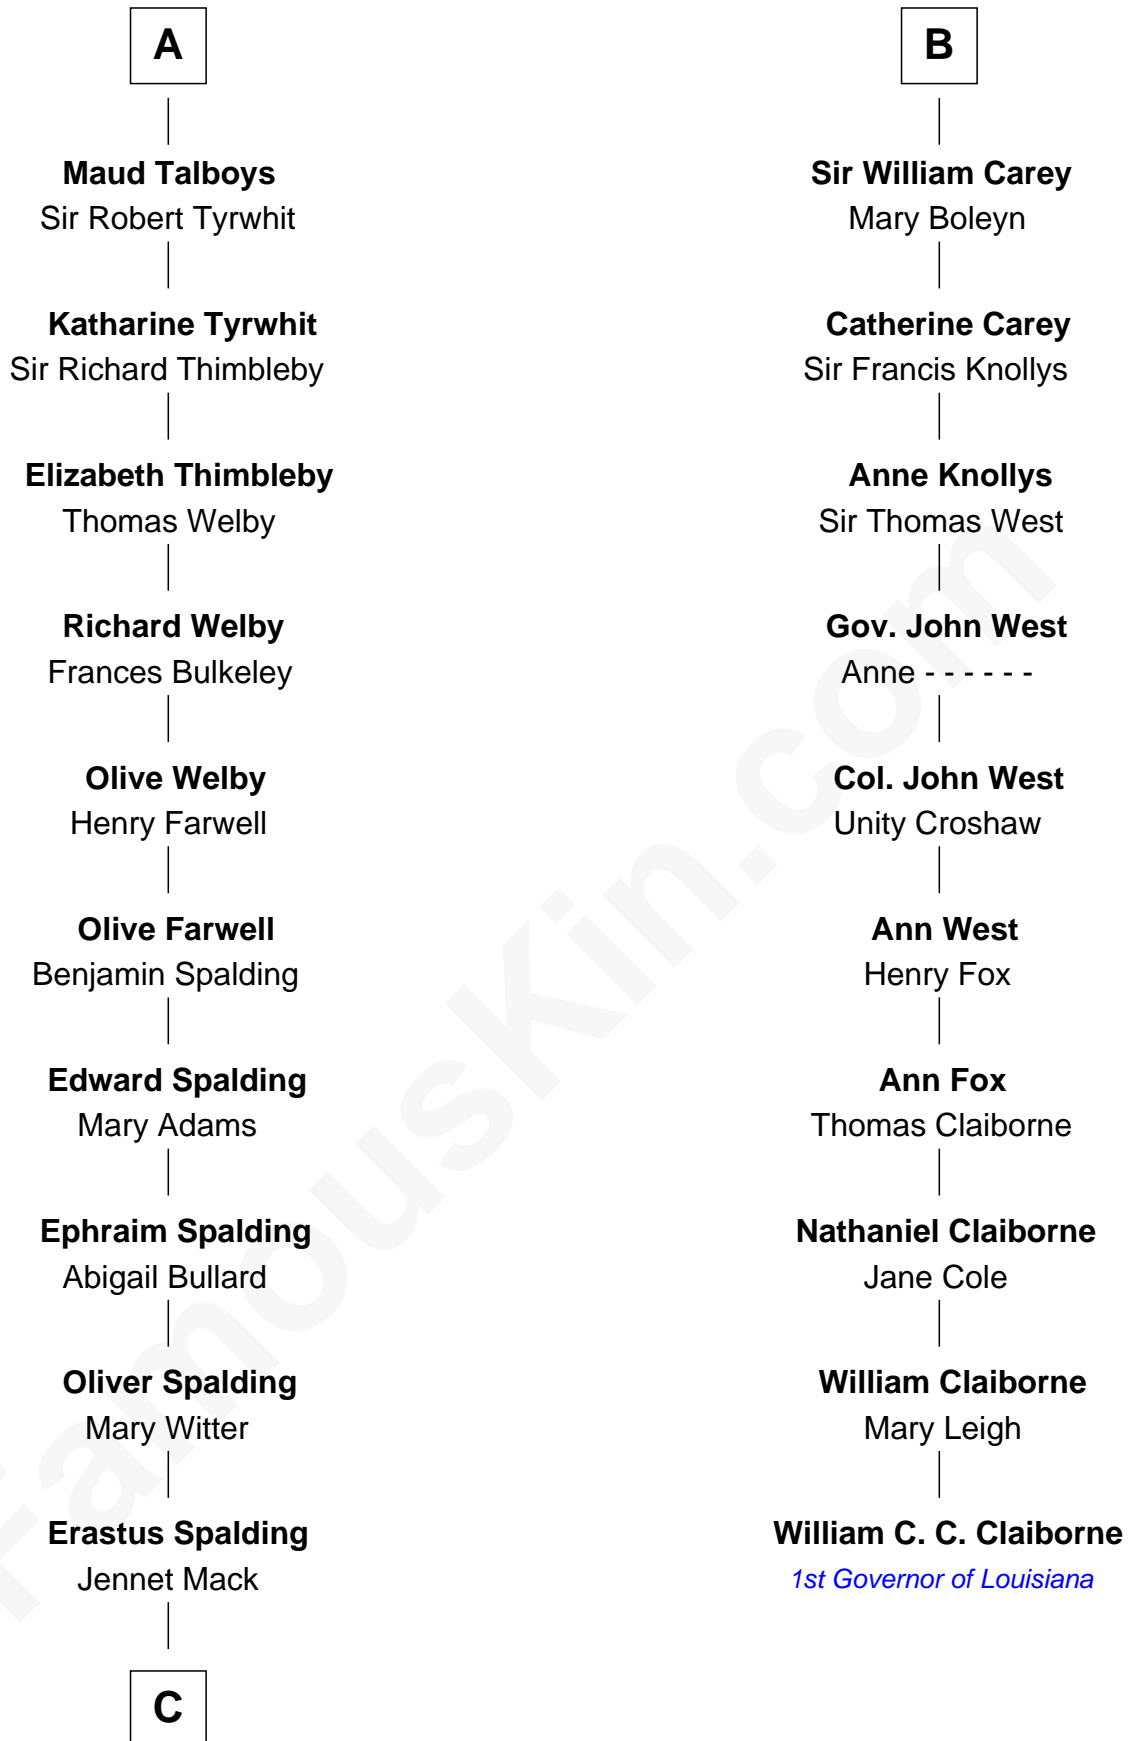 A
Maud Talboys
Sir Robert Tyrwhit
Katharine Tyrwhit
Sir Richard Thimbleby
Elizabeth Thimbleby
Thomas Welby
Richard Welby
Frances Bulkeley
Olive Welby
Henry Farwell
Olive Farwell
Benjamin Spalding
Edward Spalding
Mary Adams
Ephraim Spalding
Abigail Bullard
Oliver Spalding
Mary Witter
Erastus Spalding
Jennet Mack
C
B
Sir William Carey
Mary Boleyn
Catherine Carey
Sir Francis Knollys
Anne Knollys
Sir Thomas West
Gov. John West
Anne - - - - - -
Col. John West
Unity Croshaw
Ann West
Henry Fox
Ann Fox
Thomas Claiborne
Nathaniel Claiborne
Jane Cole
William Claiborne
Mary Leigh
William C. C. Claiborne
1st Governor of Louisiana
FamousKin.com